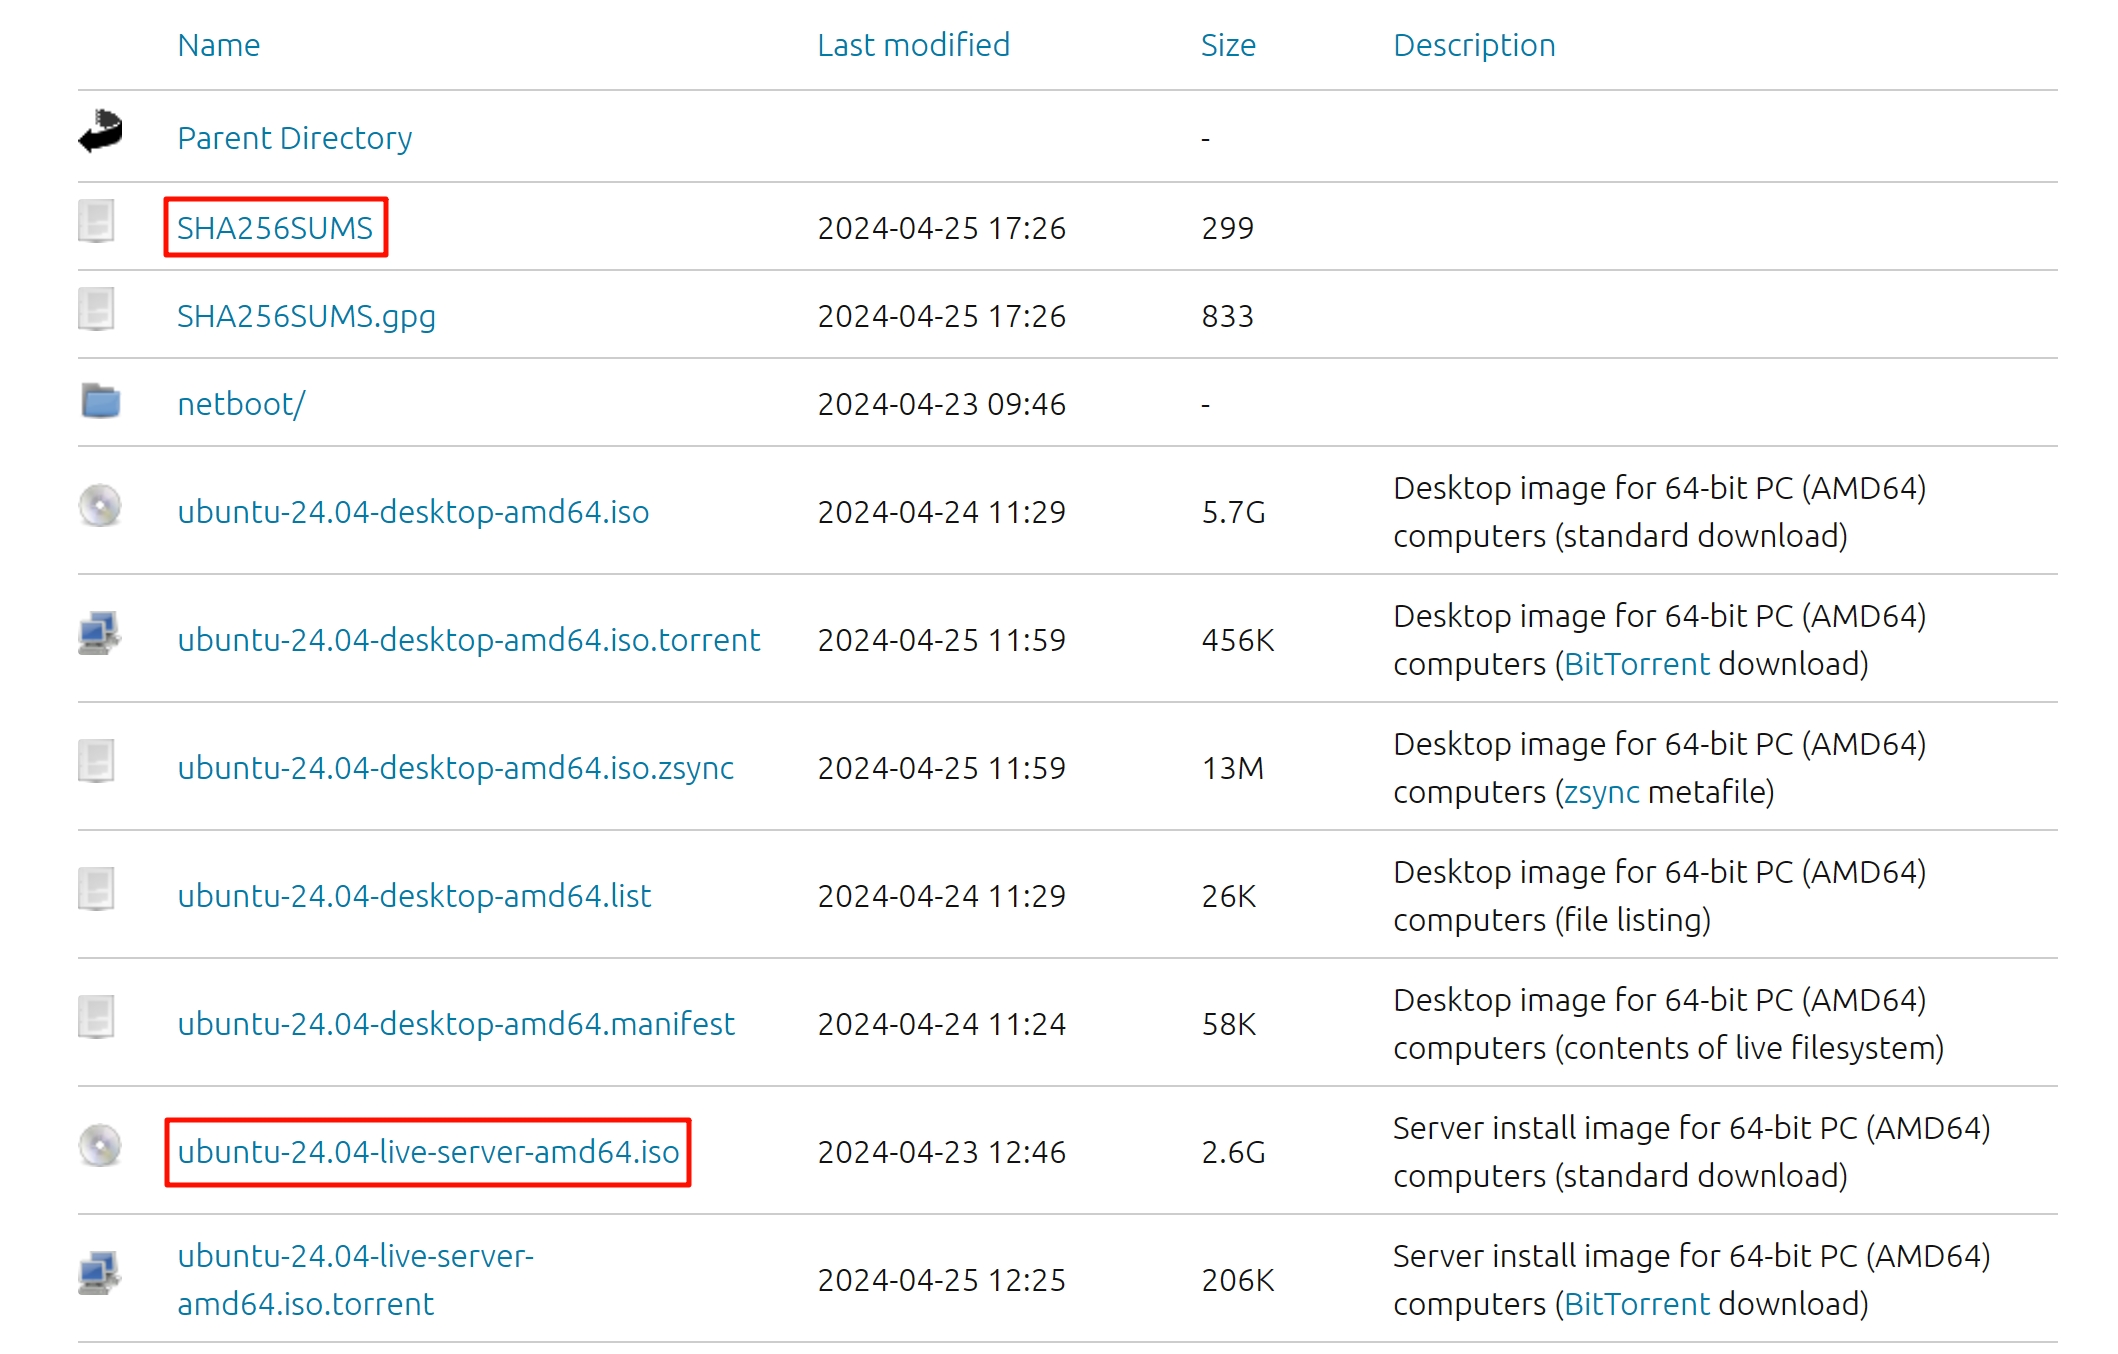 Name Last modified Size Description
Parent Directory -
SHA256SUMS 2024-04-25 17:26 299
SHA256SUMS.gpg 2024-04-25 17:26 833
netboot/ 2024-04-23 09:46 -
Desktop image for 64-bit PC (AMD64)
ubuntu-24.04-desktop-amd64.iso 2024-04-24 11:29 5.7G
computers (standard download)
Desktop image for 64-bit PC (AMD64)
ubuntu-24.04-desktop-amd64.iso.torrent 2024-04-25 11:59 456K
computers (BitTorrent download)
Desktop image for 64-bit PC (AMD64)
ubuntu-24.04-desktop-amd64.iso.zsync 2024-04-25 11:59 13M
computers (zsync metafile)
Desktop image for 64-bit PC (AMD64)
ubuntu-24.04-desktop-amd64.list 2024-04-24 11:29 26K
computers (file listing)
Desktop image for 64-bit PC (AMD64)
ubuntu-24.04-desktop-amd64.manifest 2024-04-24 11:24 58K
computers (contents of live filesystem)
Server install image for 64-bit PC (AMD64)
ubuntu-24.04-live-server-amd64.iso 2024-04-23 12:46 2.6G
computers (standard download)
ubuntu-24.04-live-server- Server install image for 64-bit PC (AMD64)
2024-04-25 12:25 206K
amd64.iso.torrent computers (BitTorrent download)